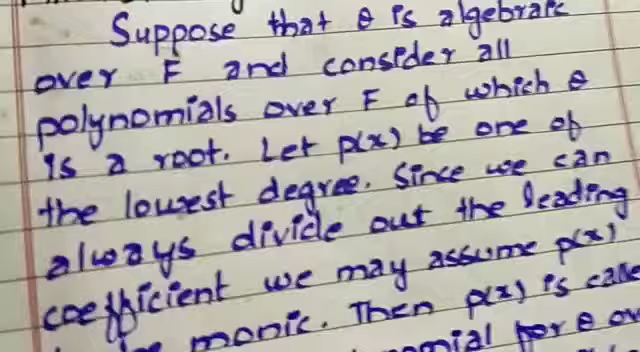 Suppose that θ is algebraic
over F and consider all
polynomials over F of which θ
is a root. Let p(x) be one of
the lowest degree. Since we can
always divide out the leading
coefficient we may assume p(x)
monic. Then p(x) is
for θ